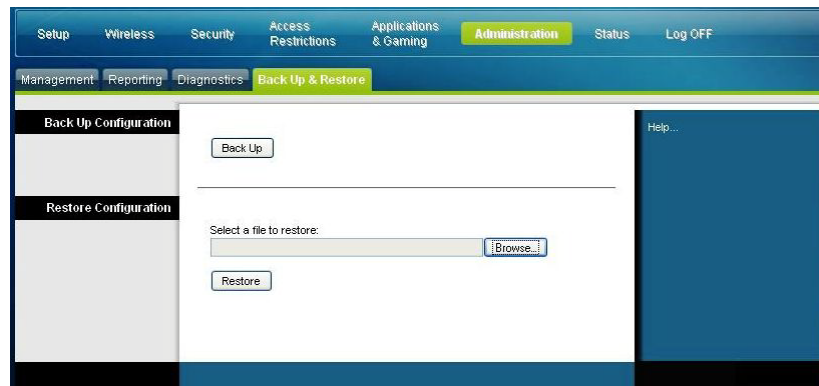 Setup Wireless Security Access Restrictions Applications & Gaming Administration Status Log OFF
Management Reporting Diagnostics Back Up & Restore
Back Up Configuration
Help...
Back Up
Restore Configuration
Select a file to restore:
Browse...
Restore